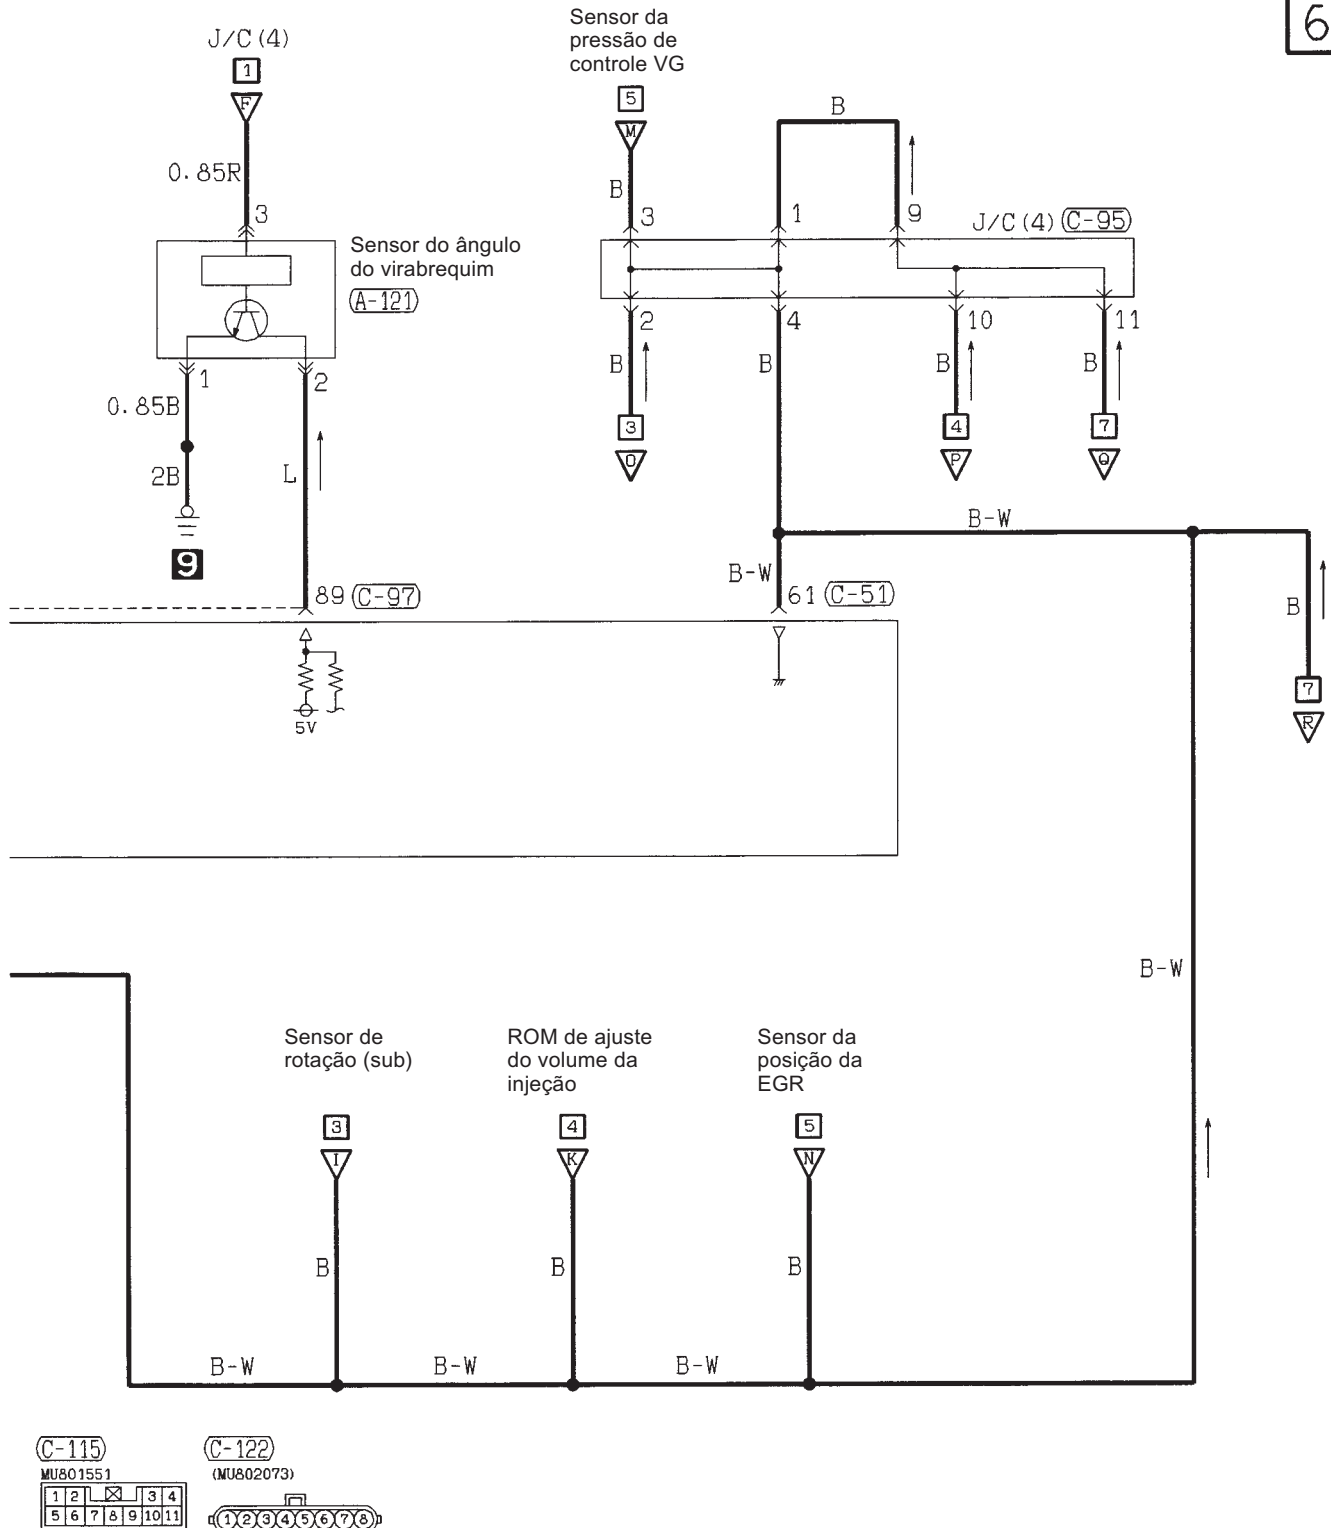 6
J/C (4)
1
F
0.85R
3
Sensor do ângulo
do virabrequim
(A-121)
1
2
0.85B
2B
L
9
89 (C-97)
5V
Sensor da
pressão de
controle VG
5
M
B
B
3
1
9
J/C (4) (C-95)
2
4
10
11
B
B
B
B
3
4
7
O
P
Q
B-W
B-W
61 (C-51)
B
7
R
B-W
Sensor de
rotação (sub)
ROM de ajuste
do volume da
injeção
Sensor da
posição da
EGR
3
4
5
I
K
N
B
B
B
B-W
B-W
B-W
(C-115)
MU801551
1 2 3 4
5 6 7 8 9 10 11
(C-122)
(MU802073)
1 2 3 4 5 6 7 8